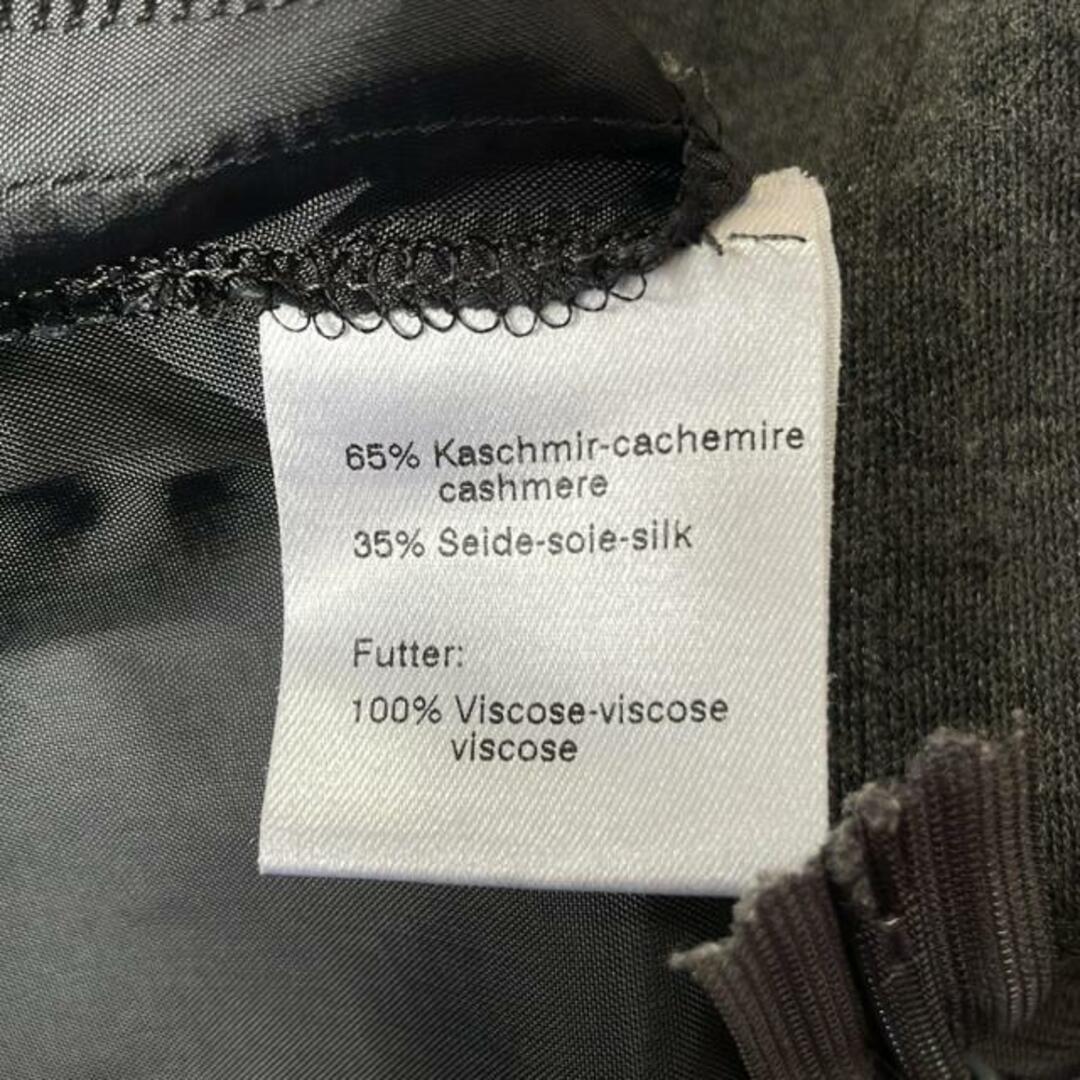 65% Kaschmir-cachemire
cashmere
35% Seide-soie-silk
Futter:
100% Viscose-viscose
viscose